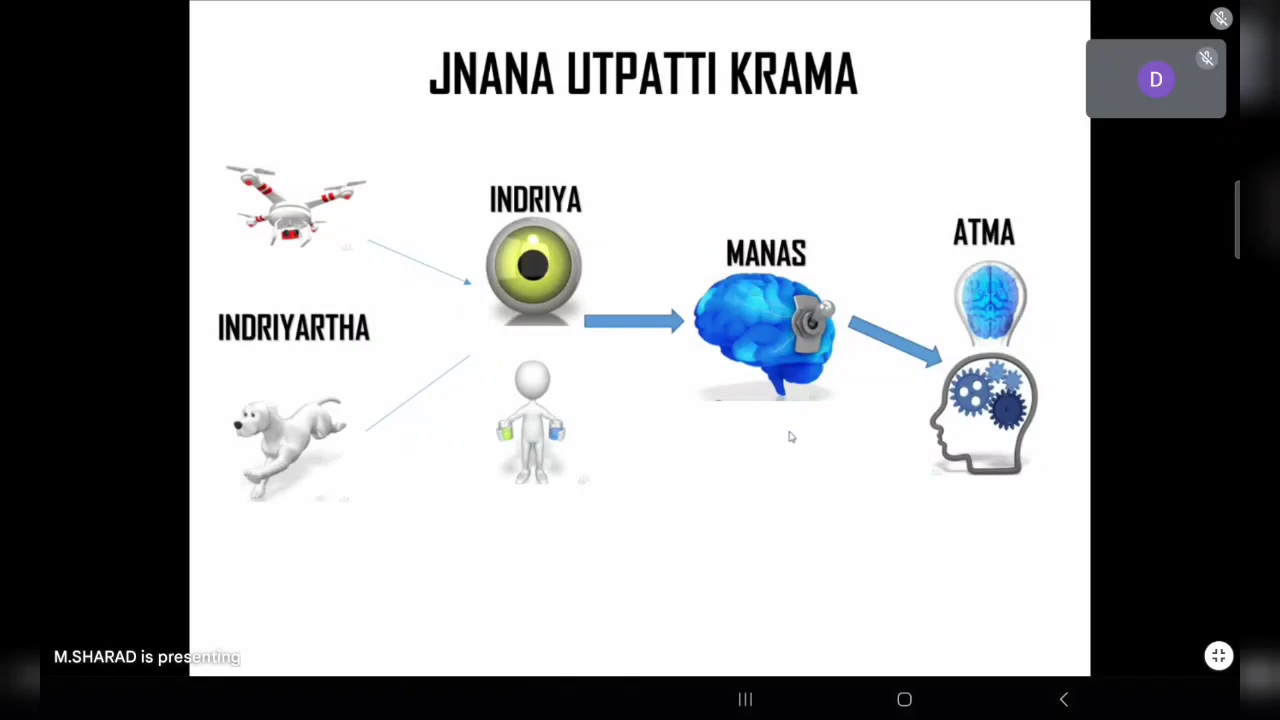 JNANA UTPATTI KRAMA
D
INDRIYA
ATMA
MANAS
INDRIYARTHA
M.SHARAD is presenting